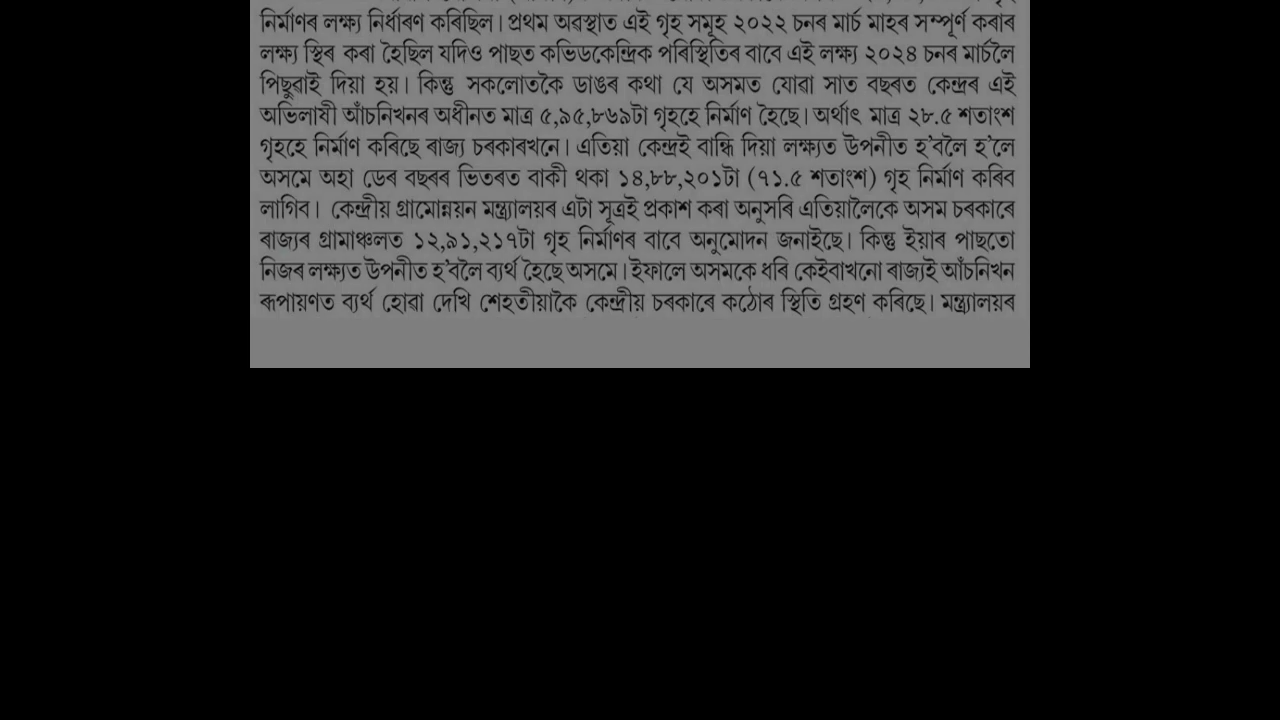 নিৰ্মাণৰ লক্ষ্য নিৰ্ধাৰণ কৰিছিল। প্ৰথম অৱস্থাত এই গৃহ সমূহ ২০২২ চনৰ মাৰ্চ মাহৰ সম্পূৰ্ণ কৰাৰ
লক্ষ্য স্থিৰ কৰা হৈছিল যদিও পাছত কভিডকেন্দ্ৰিক পৰিস্থিতিৰ বাবে এই লক্ষ্য ২০২৪ চনৰ মাৰ্চলৈ
পিছুৱাই দিয়া হয়। কিন্তু সকলোতকৈ ডাঙৰ কথা যে অসমত যোৱা সাত বছৰত কেন্দ্ৰৰ এই
অভিলাষী আঁচনিখনৰ অধীনত মাত্ৰ ৫,৯৫,৮৬৯টা গৃহহে নিৰ্মাণ হৈছে। অৰ্থাৎ মাত্ৰ ২৮.৫ শতাংশ
গৃহহে নিৰ্মাণ কৰিছে ৰাজ্য চৰকাৰখনে। এতিয়া কেন্দ্ৰই বান্ধি দিয়া লক্ষ্যত উপনীত হ'বলৈ হ'লে
অসমে অহা ডেৰ বছৰৰ ভিতৰত বাকী থকা ১৪,৮৮,২০১টা (৭১.৫ শতাংশ) গৃহ নিৰ্মাণ কৰিব
লাগিব। কেন্দ্ৰীয় গ্ৰামোন্নয়ন মন্ত্ৰ্যালয়ৰ এটা সূত্ৰই প্ৰকাশ কৰা অনুসৰি এতিয়ালৈকে অসম চৰকাৰে
ৰাজ্যৰ গ্ৰামাঞ্চলত ১২,৯১,২১৭টা গৃহ নিৰ্মাণৰ বাবে অনুমোদন জনাইছে। কিন্তু ইয়াৰ পাছতো
নিজৰ লক্ষ্যত উপনীত হ'বলৈ ব্যৰ্থ হৈছে অসমে। ইফালে অসমকে ধৰি কেইবাখনো ৰাজ্যই আঁচনিখন
ৰূপায়ণত ব্যৰ্থ হোৱা দেখি শেহতীয়াকৈ কেন্দ্ৰীয় চৰকাৰে কঠোৰ স্থিতি গ্ৰহণ কৰিছে। মন্ত্ৰ্যালয়ৰ